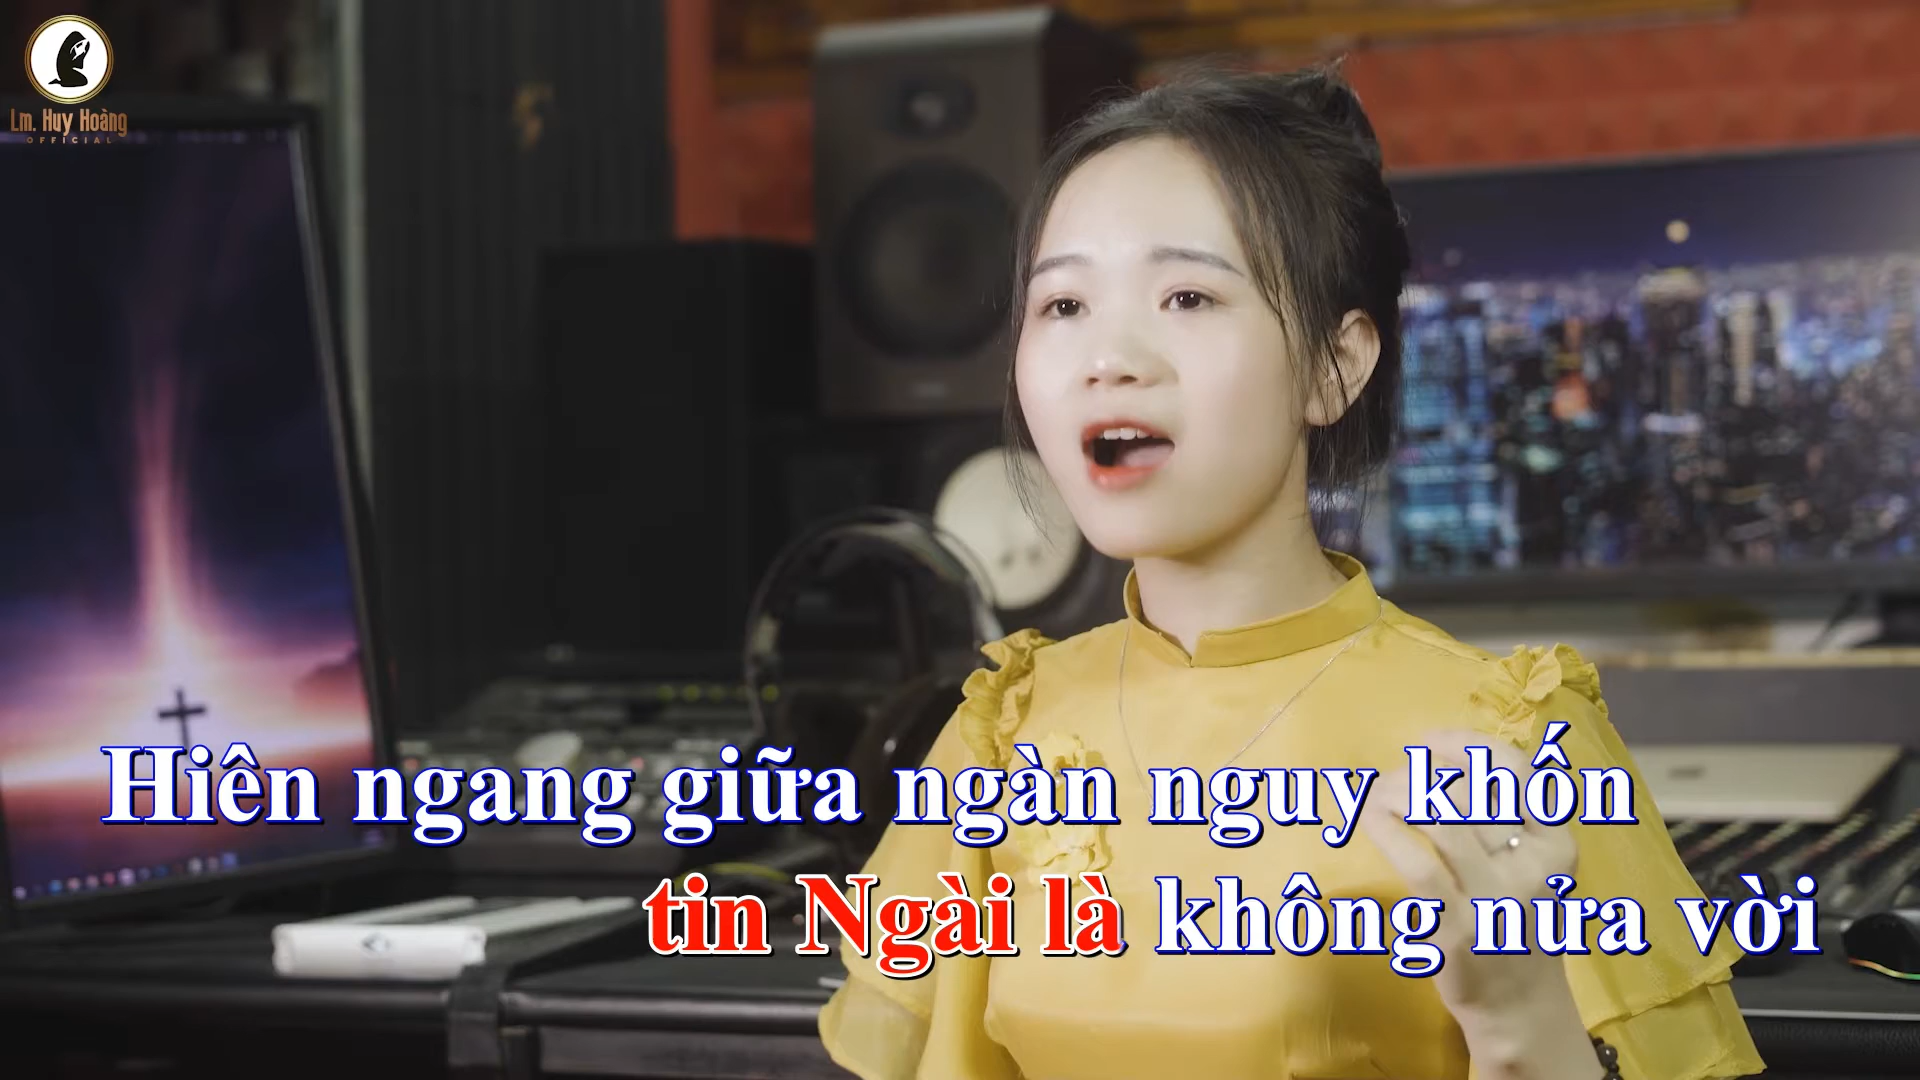 Lm. Huy Hoàng
OFFICIAL
Hiên ngang giữa ngàn nguy khốn
tin Ngài là không nửa vời